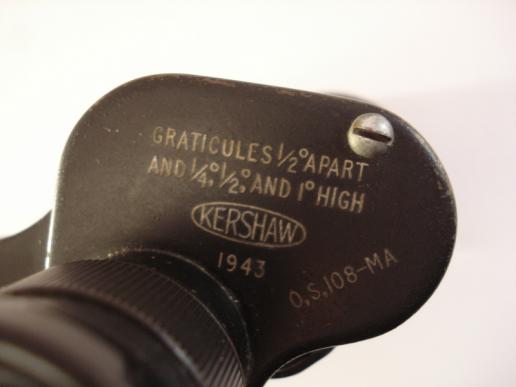 GRATICULES 1/2° APART
AND 1/4°, 1/2°, AND 1° HIGH
KERSHAW
1943
O.S.108-MA